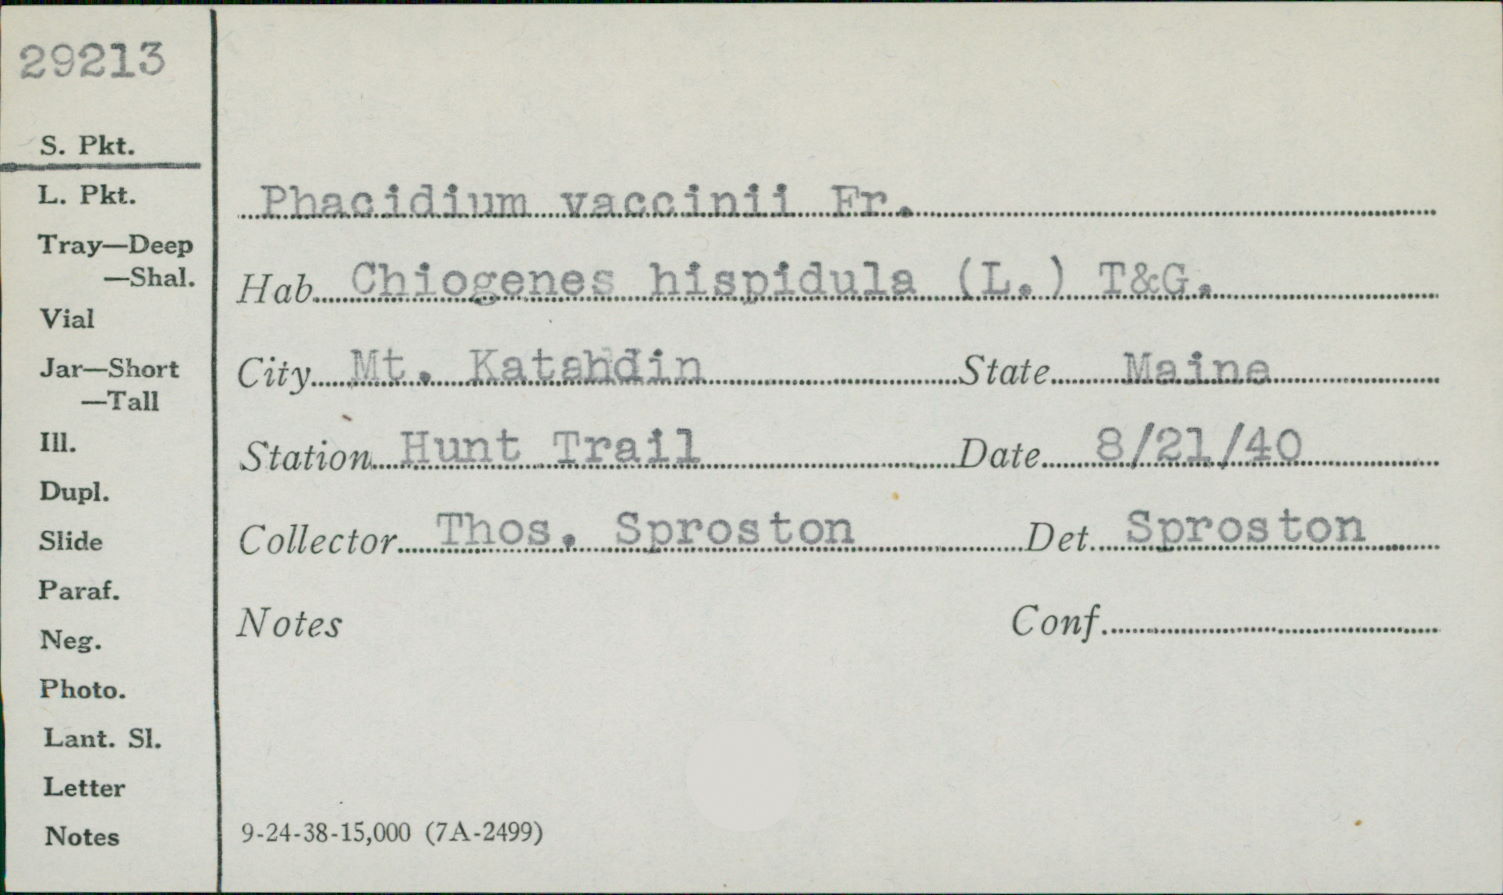 29213
S. Pkt.
L. Pkt.
Tray—Deep
—Shal.
Vial
Jar—Short
—Tall
Ill.
Dupl.
Slide
Paraf.
Neg.
Photo.
Lant. Sl.
Letter
Notes
Phacidium vaccinii Fr.
Hab. Chiogenes hispidula (L.) T&G.
City Mt. Katahdin State Maine
Station Hunt Trail Date 8/21/40
Collector Thos. Sproston Det. Sproston
Notes Conf.
9-24-38-15,000 (7A-2499)